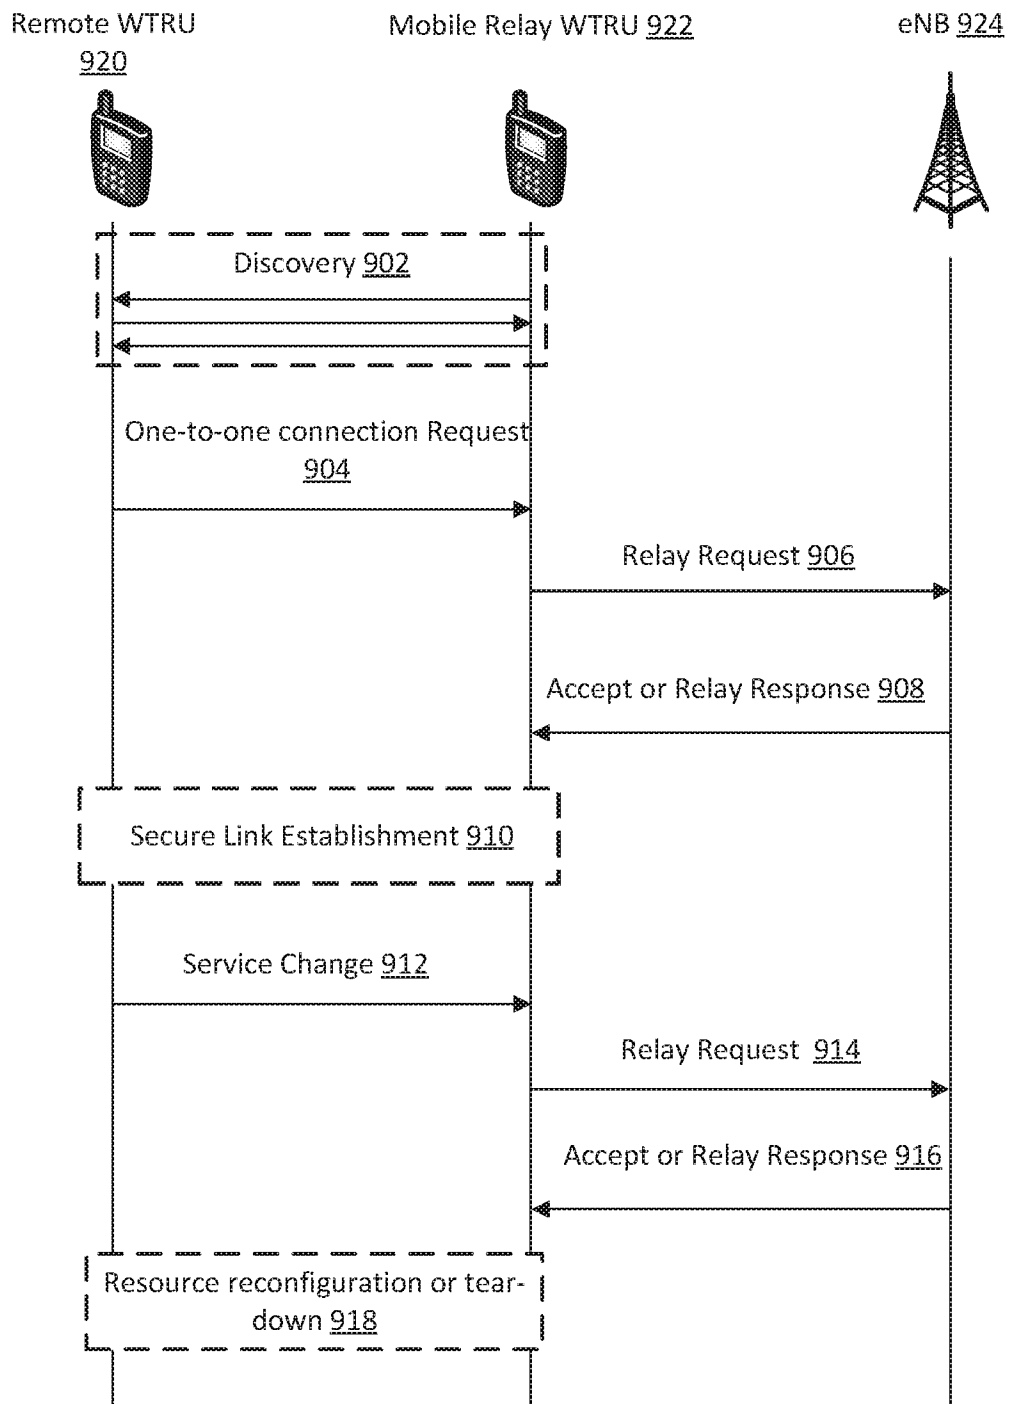 Remote WTRU
920
Mobile Relay WTRU 922
eNB 924
Discovery 902
One-to-one connection Request
904
Relay Request 906
Accept or Relay Response 908
Secure Link Establishment 910
Service Change 912
Relay Request 914
Accept or Relay Response 916
Resource reconfiguration or tear-
down 918